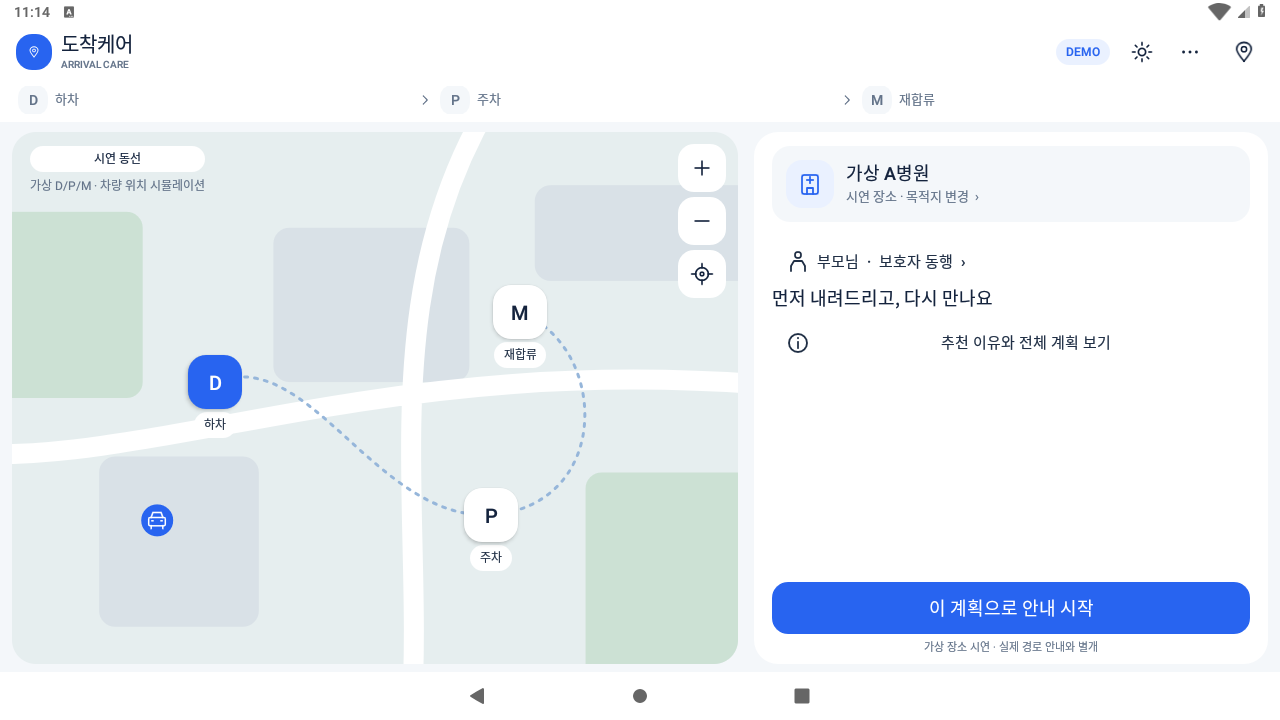 11:14
도착케어
ARRIVAL CARE
DEMO
D 하차
P 주차
M 재합류
시연 동선
가상 D/P/M · 차량 위치 시뮬레이션
M
재합류
D
하차
P
주차
가상 A병원
시연 장소 · 목적지 변경 ›
부모님 · 보호자 동행 ›
먼저 내려드리고, 다시 만나요
추천 이유와 전체 계획 보기
이 계획으로 안내 시작
가상 장소 시연 · 실제 경로 안내와 별개